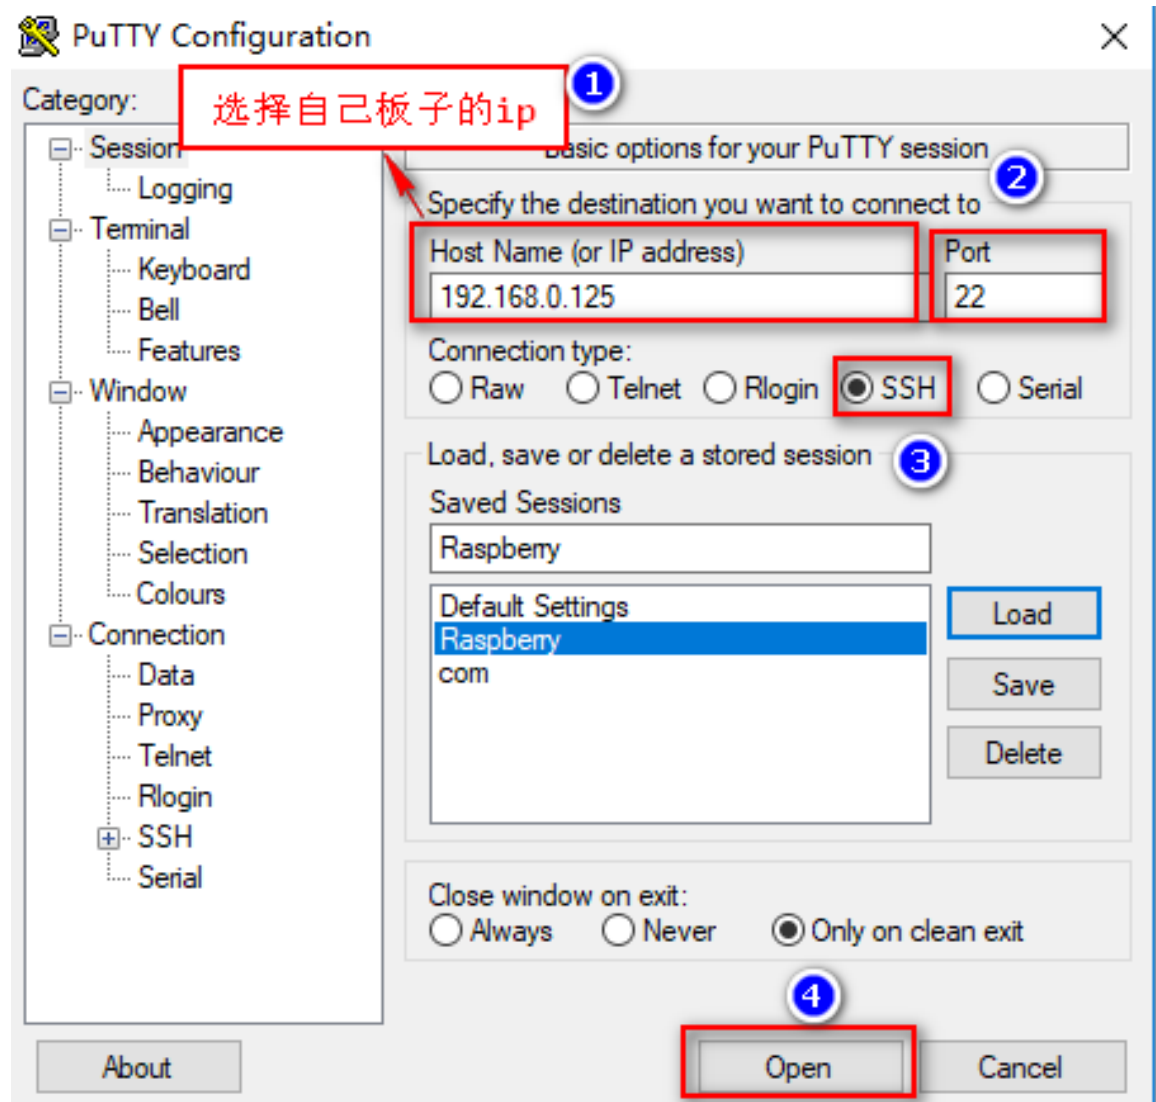 PuTTY Configuration
1
Category:
选择自己板子的ip
Session
Logging
Terminal
Keyboard
Bell
Features
Window
Appearance
Behaviour
Translation
Selection
Colours
Connection
Data
Proxy
Telnet
Rlogin
SSH
Serial
Basic options for your PuTTY session
2
Specify the destination you want to connect to
Host Name (or IP address) Port
192.168.0.125 22
Connection type:
Raw Telnet Rlogin SSH Serial
3
Load, save or delete a stored session
Saved Sessions
Raspberry
Default Settings
Raspberry
com
Load
Save
Delete
Close window on exit:
Always Never Only on clean exit
4
About Open Cancel